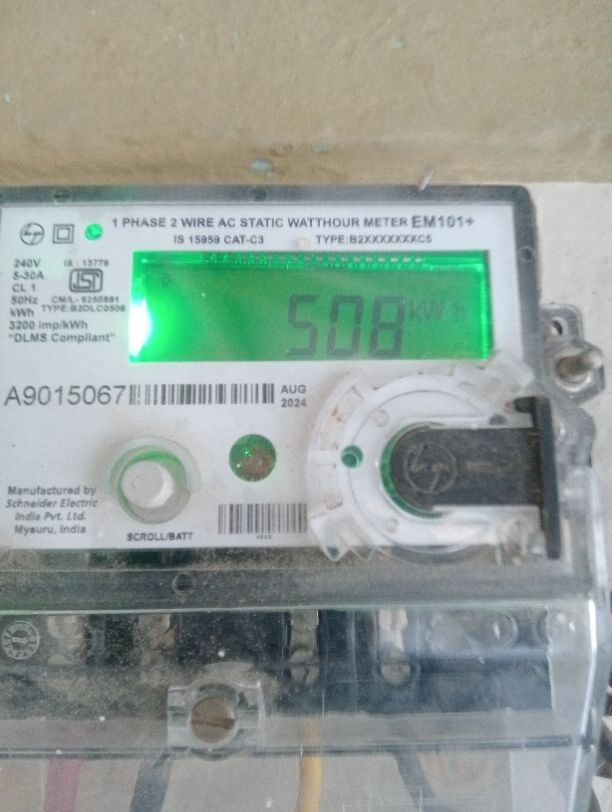 1 PHASE 2 WIRE AC STATIC WATTHOUR METER EM101+
IS 15959 CAT-C3 TYPE:B2XXXXXXXC5
240V IS : 13779
5-30A
CL 1
50Hz CM/L - 8250881
kWh TYPE:B2DLC0506
3200 imp/kWh
"DLMS Compliant"
508 kWh
A9015067
AUG
2024
Manufactured by
Schneider Electric
India Pvt. Ltd.
Mysuru, India
SCROLL/BATT